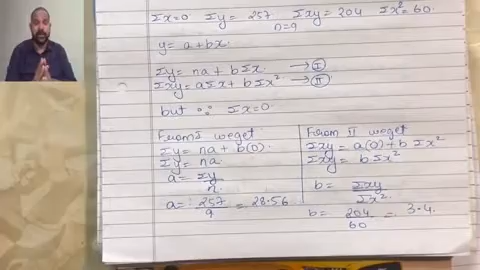 Σx=0 Σy = 257 Σxy = 204 Σx²= 60.
n=9
y = a+bx.
Σy = na + bΣx. → I
Σxy = aΣx + bΣx² → II
but ∵ Σx=0
From I we get
Σy = na + b(0).
Σy = na.
a = Σy/n.
a = 257/9 = 28.56
From II we get
Σxy = a(0)+b Σx²
Σxy = b Σx²
b = Σxy/Σx².
b = 204/60 = 3.4.